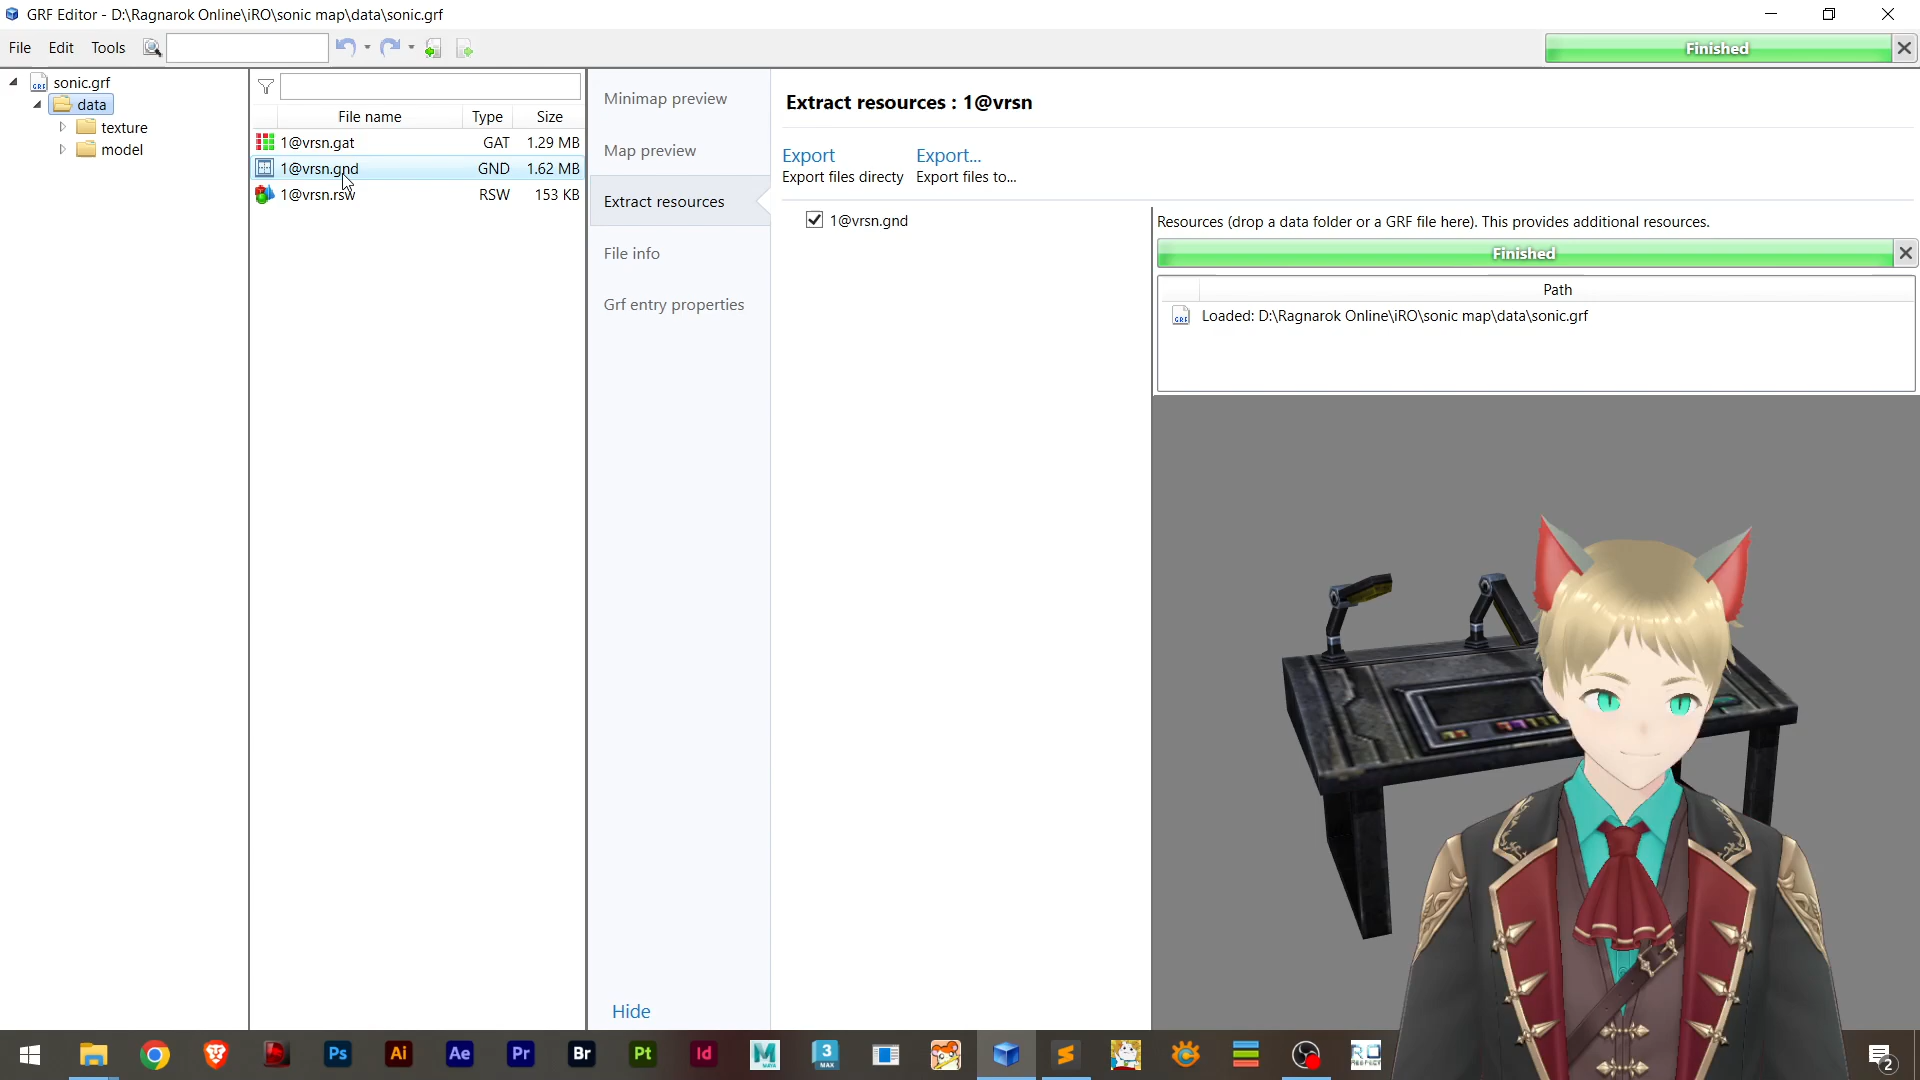 GRF Editor - D:\Ragnarok Online\iRO\sonic map\data\sonic.grf
File Edit Tools
Finished
sonic.grf
data
texture
model
File name Type Size
1@vrsn.gat GAT 1.29 MB
1@vrsn.gnd GND 1.62 MB
1@vrsn.rsw RSW 153 KB
Minimap preview
Map preview
Extract resources
File info
Grf entry properties
Hide
Extract resources : 1@vrsn
Export
Export files directy
Export...
Export files to...
1@vrsn.gnd
Resources (drop a data folder or a GRF file here). This provides additional resources.
Finished
Path
Loaded: D:\Ragnarok Online\iRO\sonic map\data\sonic.grf
Ps
Ai
Ae
Pr
Br
Pt
Id
M
3
MAX
2